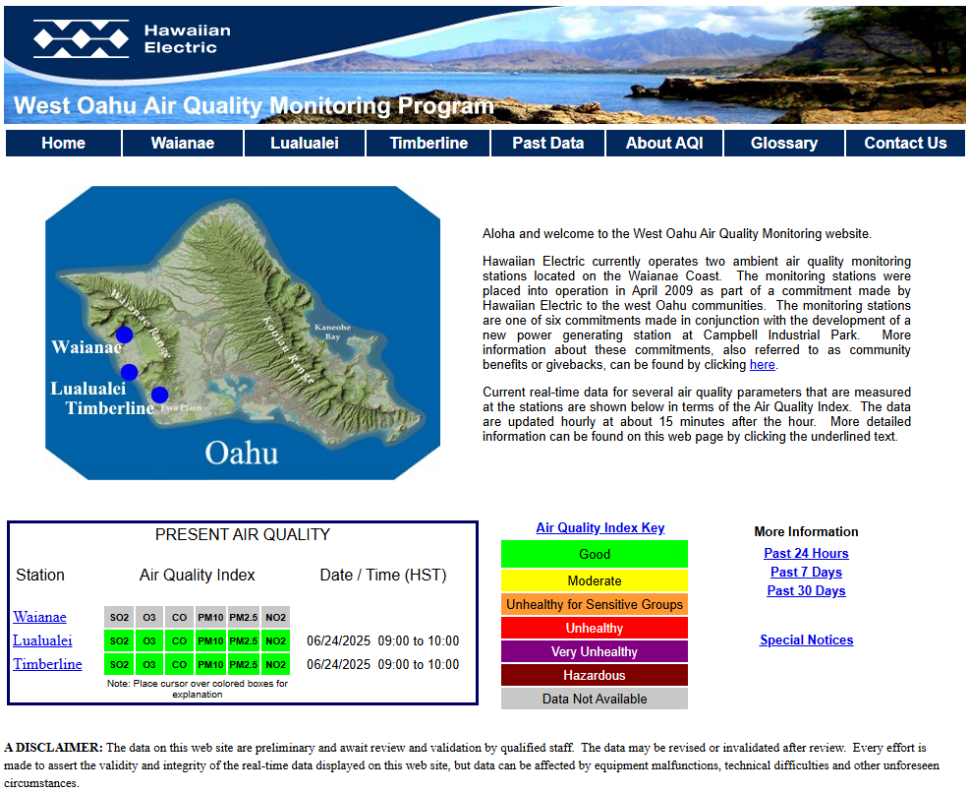 Hawaiian
Electric
West Oahu Air Quality Monitoring Program
Home Waianae Lualualei Timberline Past Data About AQI Glossary Contact Us
Waianae Range
Koolau Range
Kaneohe
Bay
Waianae
Lualualei
Timberline
Ewa Plain
Oahu
Aloha and welcome to the West Oahu Air Quality Monitoring website.
Hawaiian Electric currently operates two ambient air quality monitoring
stations located on the Waianae Coast. The monitoring stations were
placed into operation in April 2009 as part of a commitment made by
Hawaiian Electric to the west Oahu communities. The monitoring stations
are one of six commitments made in conjunction with the development of a
new power generating station at Campbell Industrial Park. More
information about these commitments, also referred to as community
benefits or givebacks, can be found by clicking here.
Current real-time data for several air quality parameters that are measured
at the stations are shown below in terms of the Air Quality Index. The data
are updated hourly at about 15 minutes after the hour. More detailed
information can be found on this web page by clicking the underlined text.
PRESENT AIR QUALITY
Station Air Quality Index Date / Time (HST)
Waianae SO2 O3 CO PM10 PM2.5 NO2
Lualualei SO2 O3 CO PM10 PM2.5 NO2 06/24/2025 09:00 to 10:00
Timberline SO2 O3 CO PM10 PM2.5 NO2 06/24/2025 09:00 to 10:00
Note: Place cursor over colored boxes for
explanation
Air Quality Index Key
Good
Moderate
Unhealthy for Sensitive Groups
Unhealthy
Very Unhealthy
Hazardous
Data Not Available
More Information
Past 24 Hours
Past 7 Days
Past 30 Days
Special Notices
A DISCLAIMER: The data on this web site are preliminary and await review and validation by qualified staff. The data may be revised or invalidated after review. Every effort is
made to assert the validity and integrity of the real-time data displayed on this web site, but data can be affected by equipment malfunctions, technical difficulties and other unforeseen
circumstances.